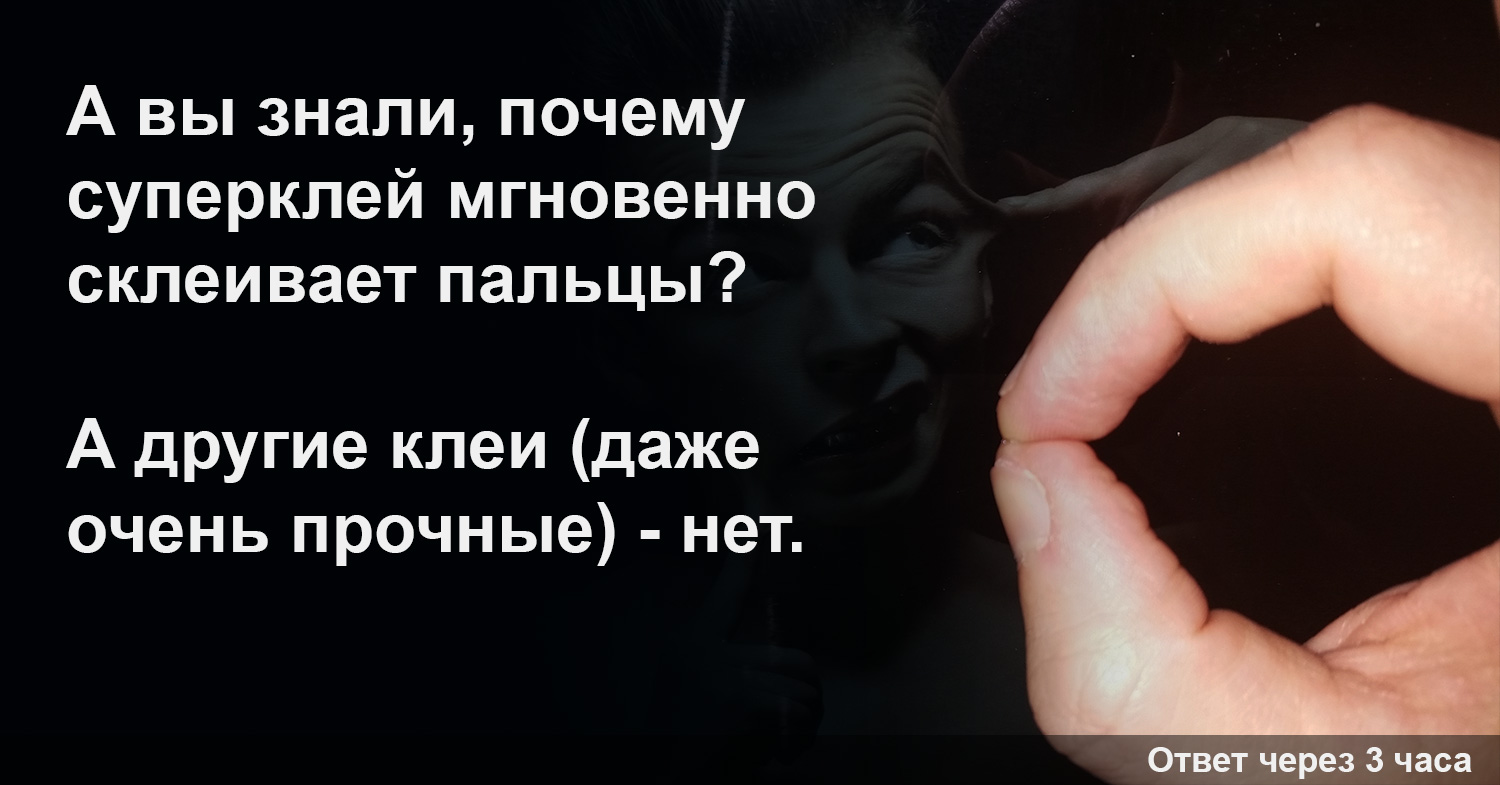 А вы знали, почему
суперклей мгновенно
склеивает пальцы?
А другие клеи (даже
очень прочные) - нет.
Ответ через 3 часа